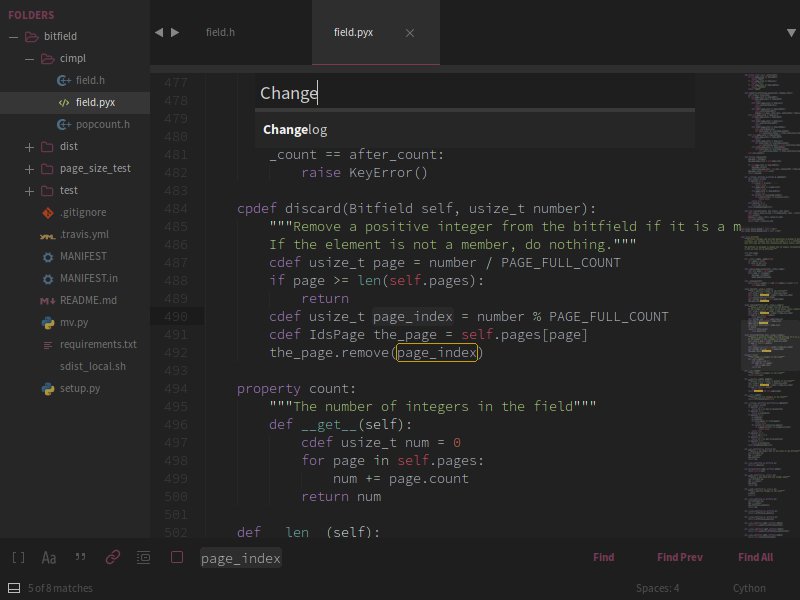 FOLDERS
bitfield
cimpl
field.h
field.pyx
popcount.h
dist
page_size_test
test
.gitignore
.travis.yml
MANIFEST
MANIFEST.in
README.md
mv.py
requirements.txt
sdist_local.sh
setup.py
field.h
field.pyx
Change
Changelog
477
478
479
480
481 _count == after_count:
482 raise KeyError()
483
484 cpdef discard(Bitfield self, usize_t number):
485 """Remove a positive integer from the bitfield if it is a m
486 If the element is not a member, do nothing."""
487 cdef usize_t page = number / PAGE_FULL_COUNT
488 if page >= len(self.pages):
489 return
490 cdef usize_t page_index = number % PAGE_FULL_COUNT
491 cdef IdsPage the_page = self.pages[page]
492 the_page.remove(page_index)
493
494 property count:
495 """The number of integers in the field"""
496 def __get__(self):
497 cdef usize_t num = 0
498 for page in self.pages:
499 num += page.count
500 return num
501
502 def __len__(self):
[ ] Aa " page_index Find Find Prev Find All
5 of 8 matches Spaces: 4 Cython